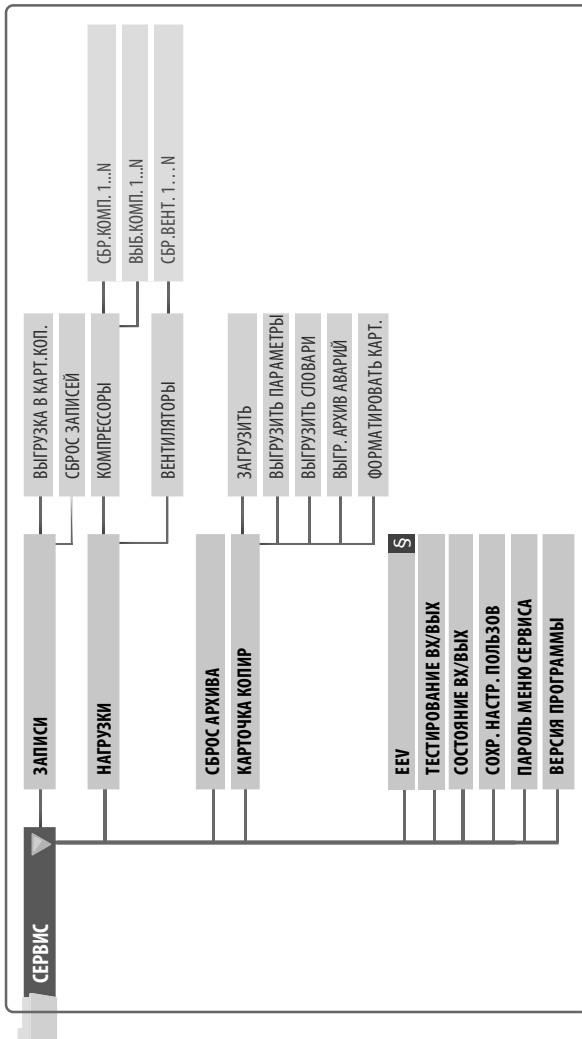 СЕРВИС
ЗАПИСИ
ВЫГРУЗКА В КАРТ.КОП.
СБРОС ЗАПИСЕЙ
НАГРУЗКИ
КОМПРЕССОРЫ
СБР.КОМП. 1...N
ВЫБ.КОМП. 1...N
ВЕНТИЛЯТОРЫ
СБР.ВЕНТ. 1...N
СБРОС АРХИВА
КАРТОЧКА КОПИР
ЗАГРУЗИТЬ
ВЫГРУЗИТЬ ПАРАМЕТРЫ
ВЫГРУЗИТЬ СЛОВАРИ
ВЫГР. АРХИВ АВАРИЙ
ФОРМАТИРОВАТЬ КАРТ.
EEV §
ТЕСТИРОВАНИЕ ВХ/ВЫХ
СОСТОЯНИЕ ВХ/ВЫХ
СОХР. НАСТР. ПОЛЬЗОВ
ПАРОЛЬ МЕНЮ СЕРВИСА
ВЕРСИЯ ПРОГРАММЫ